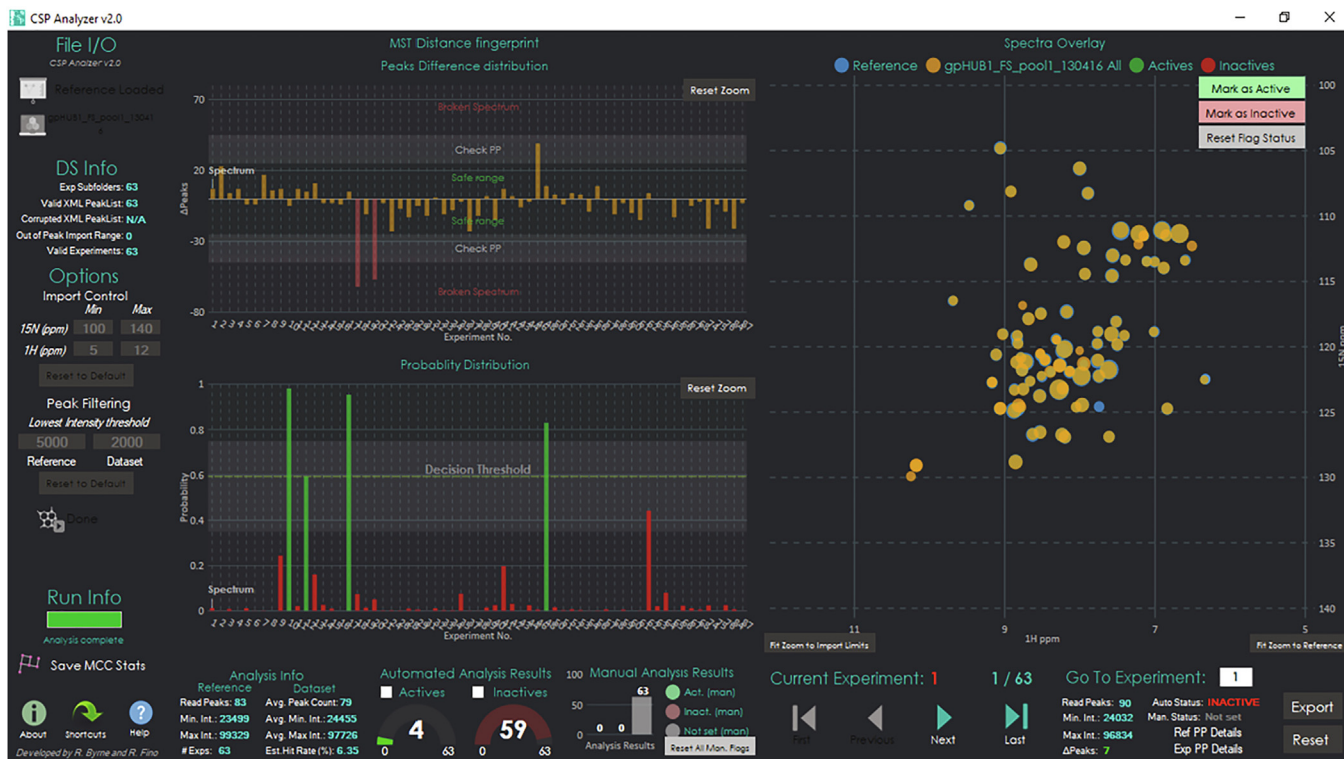 CSP Analyzer v2.0
File I/O
CSP Analzer v2.0
Reference Loaded
gpHUB1_FS_pool1_13041
6
DS Info
Exp Subfolders: 63
Valid XML PeakList: 63
Corrupted XML PeakList: N/A
Out of Peak Import Range: 0
Valid Experiments: 63
Options
Import Control
Min Max
15N (ppm) 100 140
1H (ppm) 5 12
Reset to Default
Peak Filtering
Lowest Intensity threshold
5000 2000
Reference Dataset
Reset to Default
Done
Run Info
Analysis complete
Save MCC Stats
About Shortcuts Help
Developed by R. Byrne and R. Fino
MST Distance fingerprint
Peaks Difference distribution
Reset Zoom
70
Broken Spectrum
Check PP
20
Spectrum
Safe range
ΔPeaks
Safe range
-30
Check PP
Broken Spectrum
-80
Experiment No.
Probablity Distribution
Reset Zoom
1
0.8
Decision Threshold
0.6
Probability
0.4
0.2
Spectrum
0
Experiment No.
Analysis Info
Reference Dataset
Read Peaks: 83 Avg. Peak Count: 79
Min. Int.: 23499 Avg. Min. Int.: 24455
Max Int.: 99329 Avg. Max Int.: 97726
# Exps: 63 Est.Hit Rate (%): 6.35
Automated Analysis Results
Actives Inactives
4 59
0 63 0 63
Manual Analysis Results
100
63
50
0 0
0
Analysis Results
Act. (man)
Inact. (man)
Not set (man)
Reset All Man. Flags
Spectra Overlay
Reference gpHUB1_FS_pool1_130416 All Actives Inactives
Mark as Active
Mark as Inactive
Reset Flag Status
100
105
110
115
120
125
130
135
140
15N ppm
11 9 7 5
1H ppm
Fit Zoom to Import Limits
Fit Zoom to Reference
Current Experiment: 1 1 / 63
First Previous Next Last
Go To Experiment: 1
Read Peaks: 90 Auto Status: INACTIVE
Min. Int.: 24032 Man. Status: Not set
Max Int.: 96834 Ref PP Details
ΔPeaks: 7 Exp PP Details
Export
Reset